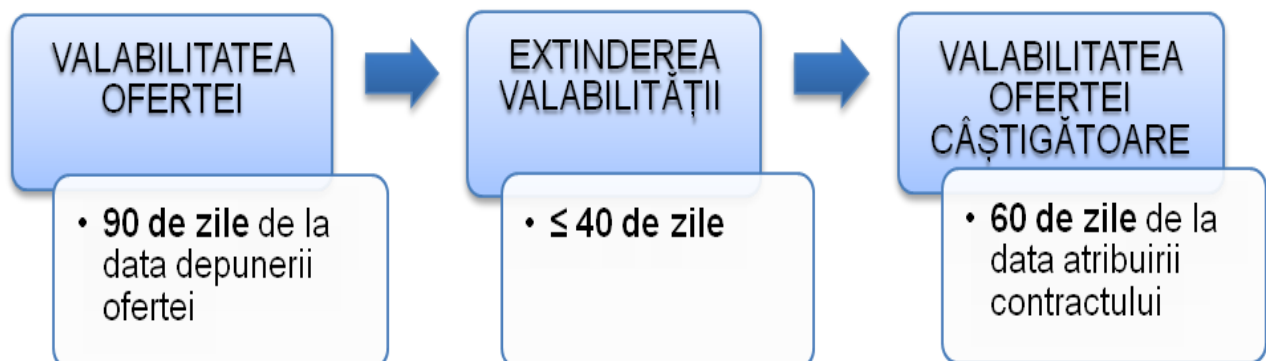 VALABILITATEA
OFERTEI
• 90 de zile de la
data depunerii
ofertei
EXTINDEREA
VALABILITĂȚII
• ≤ 40 de zile
VALABILITATEA
OFERTEI
CÂȘTIGĂTOARE
• 60 de zile de la
data atribuirii
contractului